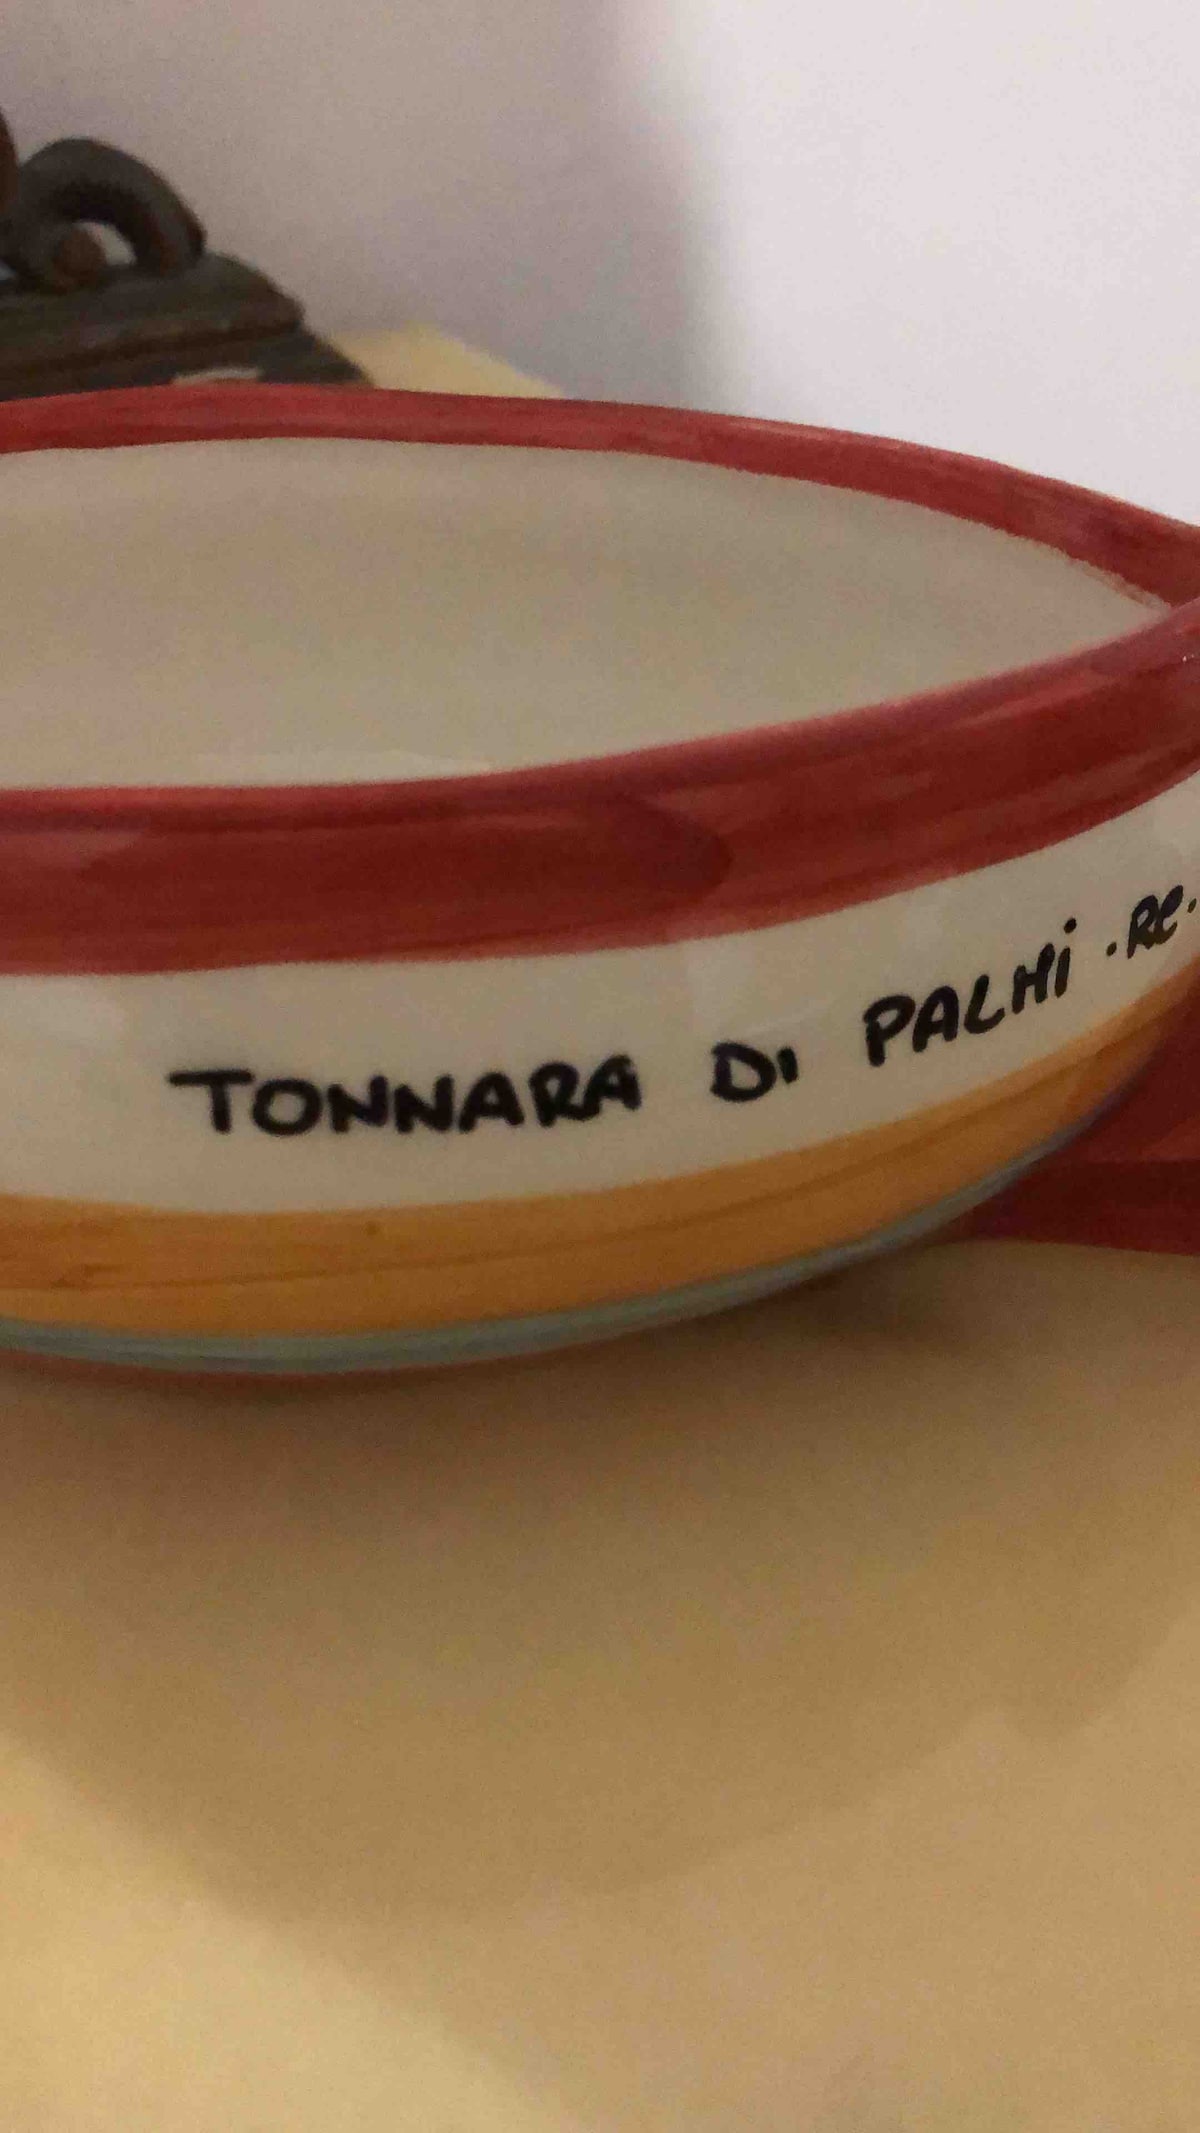 TONNARA DI PALMI .RC.